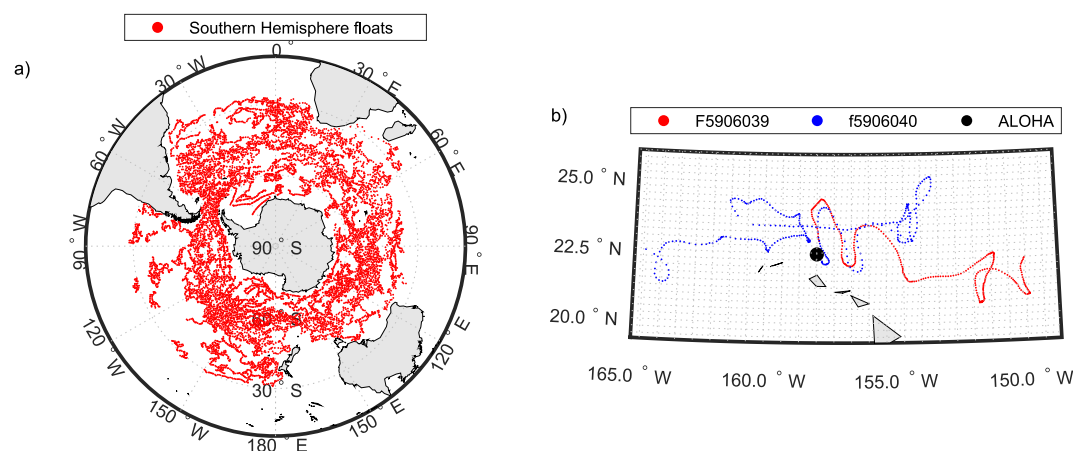 Southern Hemisphere floats
a)
0°
30° W
30° E
60° W
60° E
90° W
90° S
90° E
60° S
120° W
120° E
30° S
150° W
150° E
180° E
b)
F5906039 f5906040 ALOHA
25.0° N
22.5° N
20.0° N
165.0° W 160.0° W 155.0° W 150.0° W